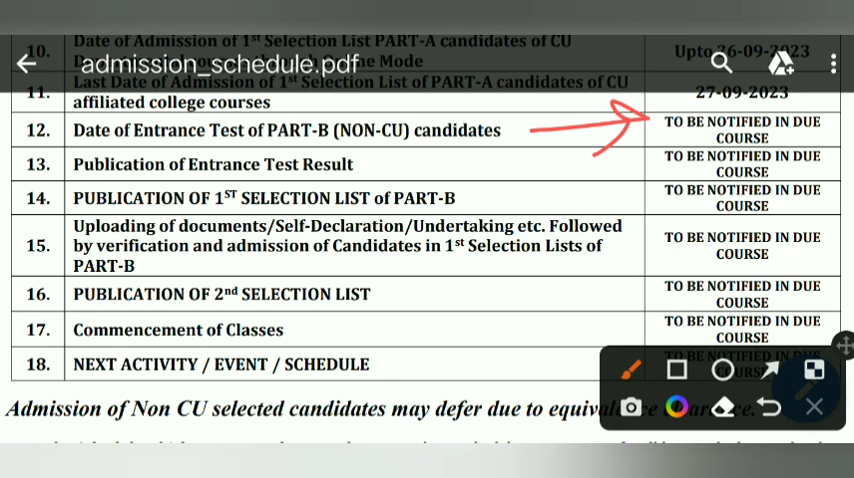 10.
Date of Admission of 1st Selection List PART-A candidates of CU
Mode
Upto 26-09-2023
admission_schedule.pdf
11.
Last Date of Admission of 1st Selection List of PART-A candidates of CU
affiliated college courses
27-09-2023
12.
Date of Entrance Test of PART-B (NON-CU) candidates
TO BE NOTIFIED IN DUE
COURSE
13.
Publication of Entrance Test Result
TO BE NOTIFIED IN DUE
COURSE
14.
PUBLICATION OF 1ST SELECTION LIST of PART-B
TO BE NOTIFIED IN DUE
COURSE
15.
Uploading of documents/Self-Declaration/Undertaking etc. Followed
by verification and admission of Candidates in 1st Selection Lists of
PART-B
TO BE NOTIFIED IN DUE
COURSE
16.
PUBLICATION OF 2nd SELECTION LIST
TO BE NOTIFIED IN DUE
COURSE
17.
Commencement of Classes
TO BE NOTIFIED IN DUE
COURSE
18.
NEXT ACTIVITY / EVENT / SCHEDULE
TO BE NOTIFIED IN DUE
COURSE
Admission of Non CU selected candidates may defer due to